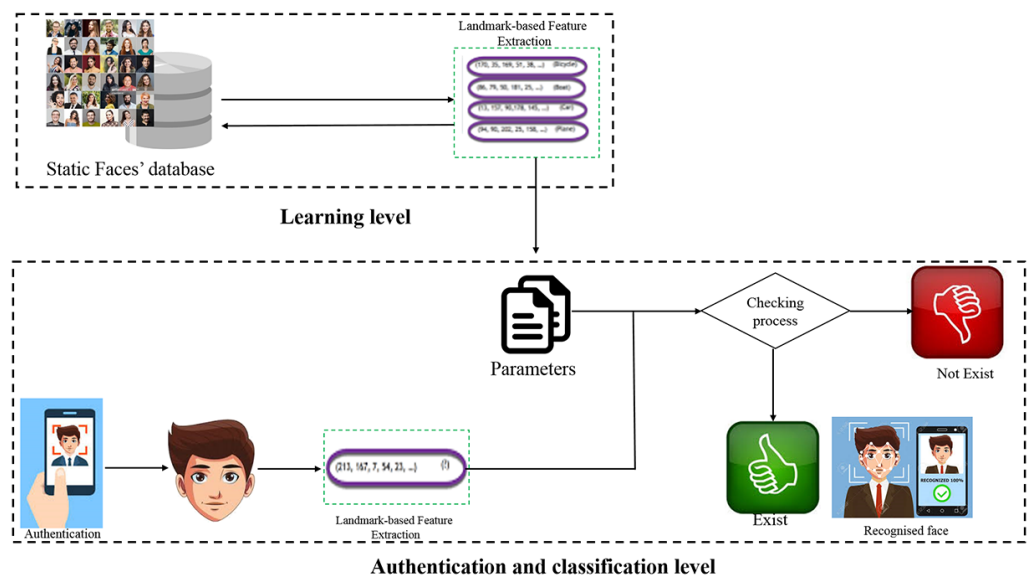 Landmark-based Feature
Extraction
(170, 35, 169, 51, 38, ...) (Bicycle)
(86, 79, 50, 181, 25, ...) (Boat)
(13, 157, 90,178, 145, ...) (Car)
(94, 90, 202, 25, 158, ...) (Plane)
Static Faces’ database
Learning level
Checking
process
Parameters
Not Exist
(213, 167, 7, 54, 23, ...) (?)
RECOGNIZED 100%
Exist
Landmark-based Feature
Extraction
Authentication
Recognised face
Authentication and classification level